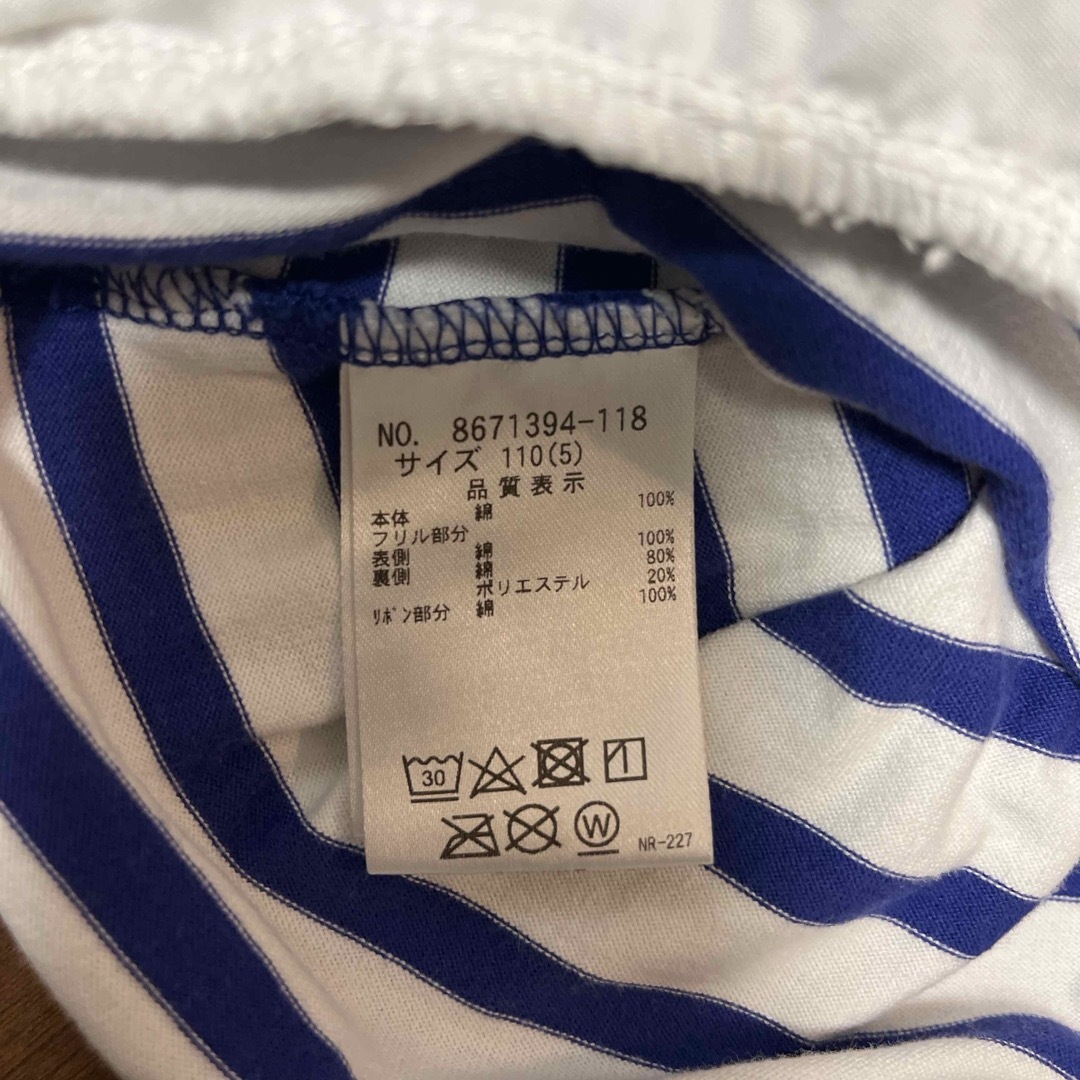 NO. 8671394-118
サイズ 110(5)
品質表示
本体 綿 100%
フリル部分
表側 綿 100%
裏側 綿 80%
ポリエステル 20%
ﾘﾎﾞﾝ部分 綿 100%
30
W
NR-227